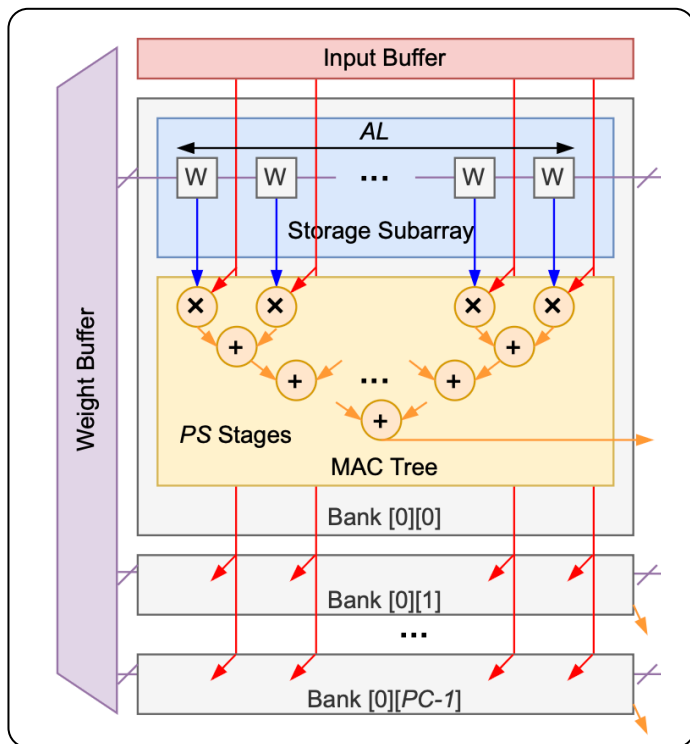 Input Buffer
AL
W W ... W W
Storage Subarray
Weight Buffer
× × × ×
+ +
+ ... +
+
PS Stages
MAC Tree
Bank [0][0]
Bank [0][1]
...
Bank [0][PC-1]